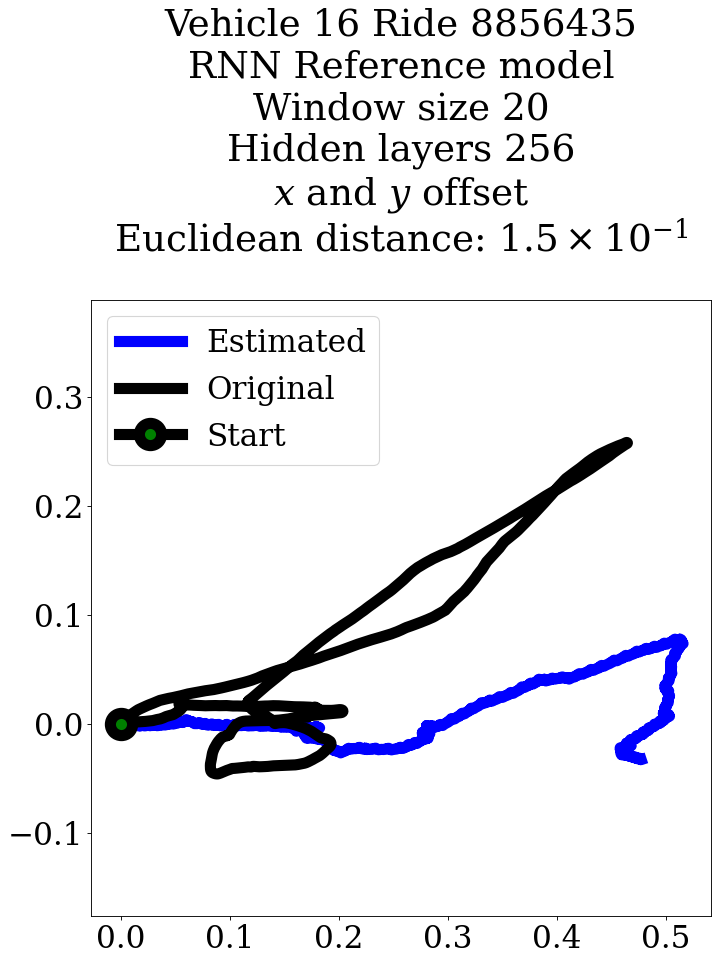 Vehicle 16 Ride 8856435
RNN Reference model
Window size 20
Hidden layers 256
x and y offset
Euclidean distance: 1.5 × 10⁻¹
Estimated
Original
Start
0.3
0.2
0.1
0.0
−0.1
0.0 0.1 0.2 0.3 0.4 0.5